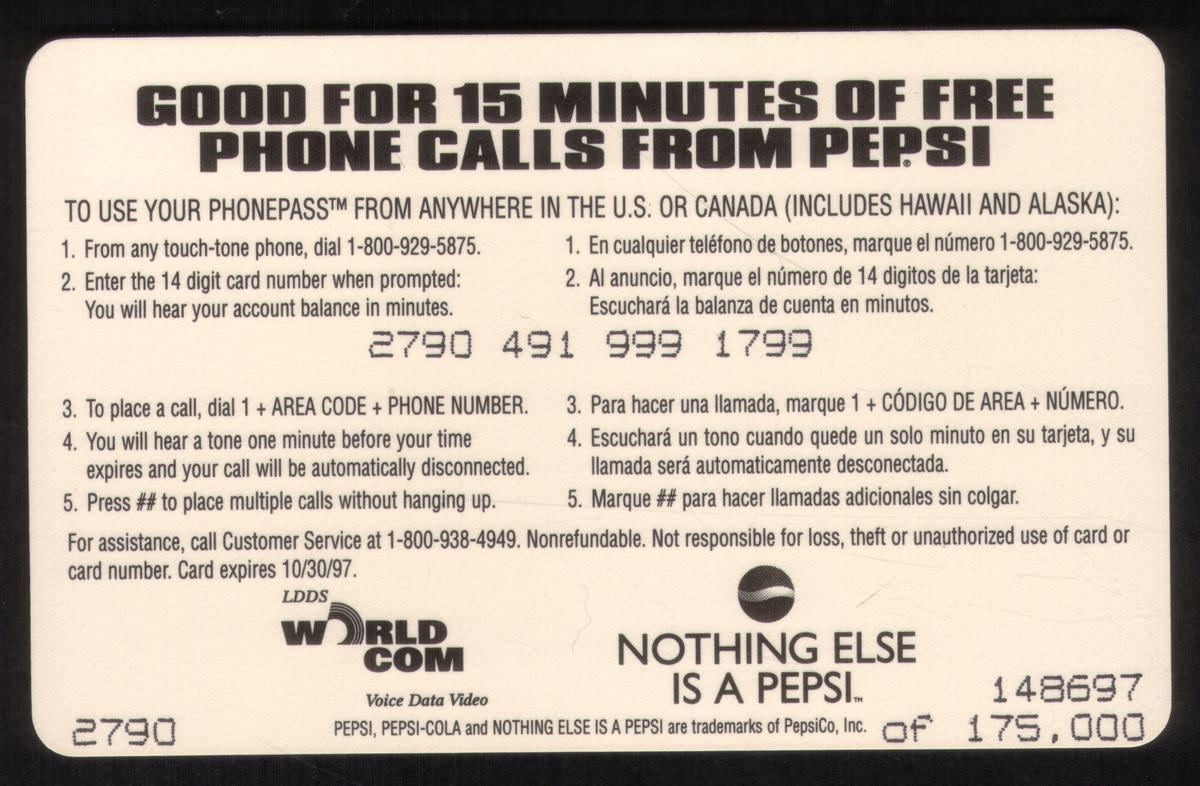 GOOD FOR 15 MINUTES OF FREE
PHONE CALLS FROM PEPSI
TO USE YOUR PHONEPASS™ FROM ANYWHERE IN THE U.S. OR CANADA (INCLUDES HAWAII AND ALASKA):
1. From any touch-tone phone, dial 1-800-929-5875.
2. Enter the 14 digit card number when prompted:
You will hear your account balance in minutes.
1. En cualquier teléfono de botones, marque el número 1-800-929-5875.
2. Al anuncio, marque el número de 14 digitos de la tarjeta:
Escuchará la balanza de cuenta en minutos.
2790 491 999 1799
3. To place a call, dial 1 + AREA CODE + PHONE NUMBER.
4. You will hear a tone one minute before your time
expires and your call will be automatically disconnected.
5. Press ## to place multiple calls without hanging up.
3. Para hacer una llamada, marque 1 + CÓDIGO DE AREA + NÚMERO.
4. Escuchará un tono cuando quede un solo minuto en su tarjeta, y su
llamada será automaticamente desconectada.
5. Marque ## para hacer llamadas adicionales sin colgar.
For assistance, call Customer Service at 1-800-938-4949. Nonrefundable. Not responsible for loss, theft or unauthorized use of card or
card number. Card expires 10/30/97.
LDDS
WORLD
COM
Voice Data Video
NOTHING ELSE
IS A PEPSI™
148697
of 175,000
2790
PEPSI, PEPSI-COLA and NOTHING ELSE IS A PEPSI are trademarks of PepsiCo, Inc.